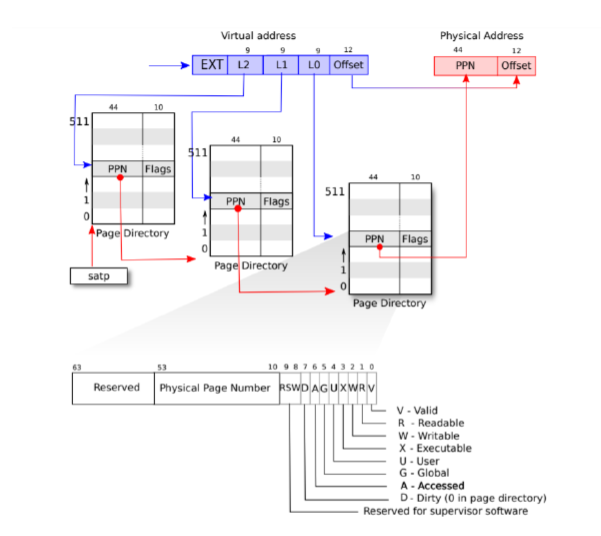 Virtual address
Physical Address
9 9 9 12
44 12
EXT L2 L1 L0 Offset
PPN Offset
44 10
511
PPN Flags
1
0
Page Directory
satp
44 10
511
PPN Flags
1
0
Page Directory
44 10
511
PPN Flags
1
0
Page Directory
63 53 10 9 8 7 6 5 4 3 2 1 0
Reserved Physical Page Number RSW D A G U X W R V
V - Valid
R - Readable
W - Writable
X - Executable
U - User
G - Global
A - Accessed
D - Dirty (0 in page directory)
Reserved for supervisor software